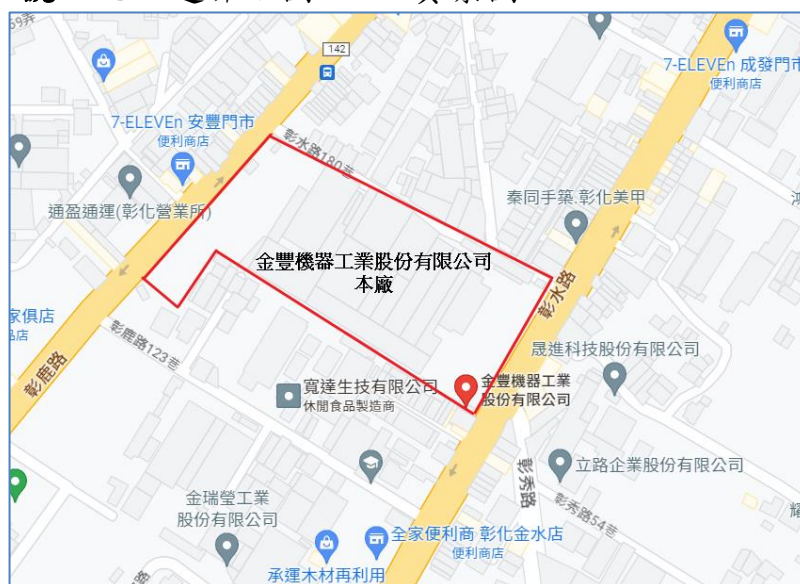 59弄
142
7-ELEVEn 成發門市
便利商店
7-ELEVEn 安豐門市
便利商店
彰水路180巷
通盈通運(彰化營業所)
秦同手築.彰化美甲
金豐機器工業股份有限公司
本廠
彰水路
家俱店
品店
彰鹿路123巷
彰鹿路
晟進科技股份有限公司
寬達生技有限公司
休閒食品製造商
金豐機器工業
股份有限公司
立路企業股份有限公司
彰秀路
彰秀路54巷
金瑞瑩工業
股份有限公司
全家便利商 彰化金水店
便利商店
承運木材再利用